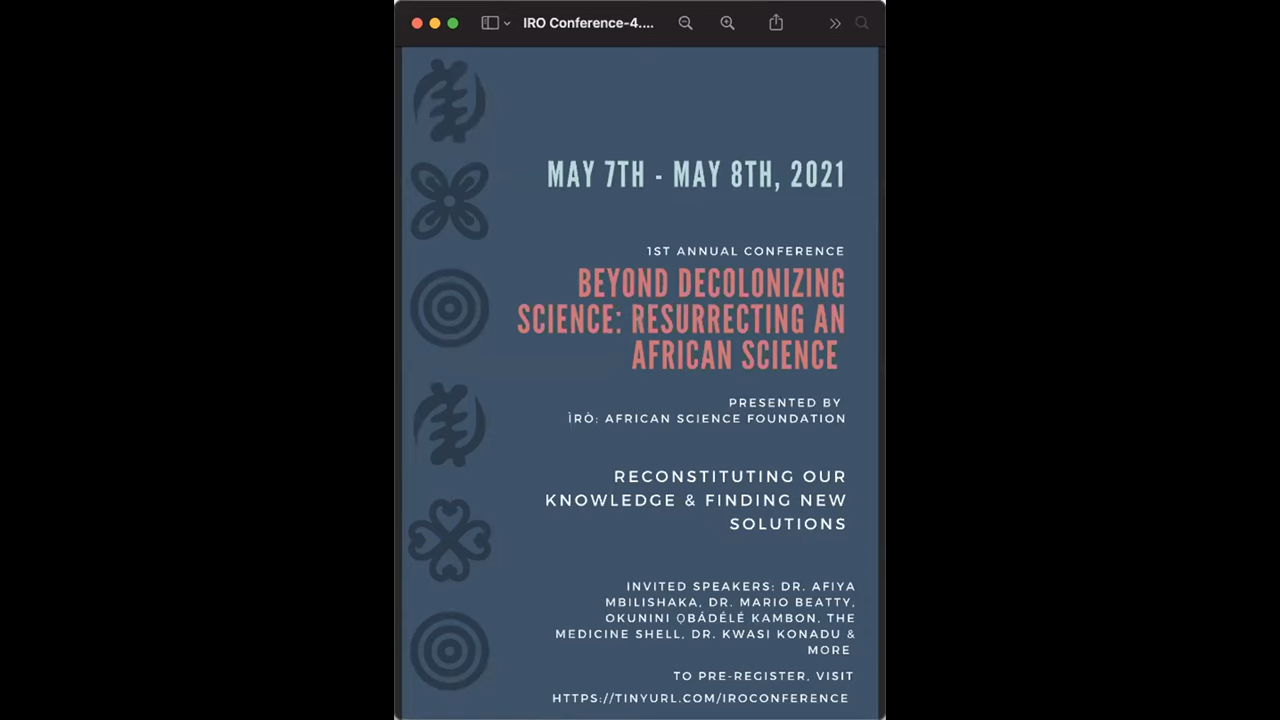 IRO Conference-4....
MAY 7TH - MAY 8TH, 2021
1ST ANNUAL CONFERENCE
BEYOND DECOLONIZING
SCIENCE: RESURRECTING AN
AFRICAN SCIENCE
PRESENTED BY
ÌRÒ: AFRICAN SCIENCE FOUNDATION
RECONSTITUTING OUR
KNOWLEDGE & FINDING NEW
SOLUTIONS
INVITED SPEAKERS: DR. AFIYA
MBILISHAKA, DR. MARIO BEATTY,
OKUNINI ỌBÁDÉLÉ KAMBON, THE
MEDICINE SHELL, DR. KWASI KONADU &
MORE
TO PRE-REGISTER, VISIT
HTTPS://TINYURL.COM/IROCONFERENCE